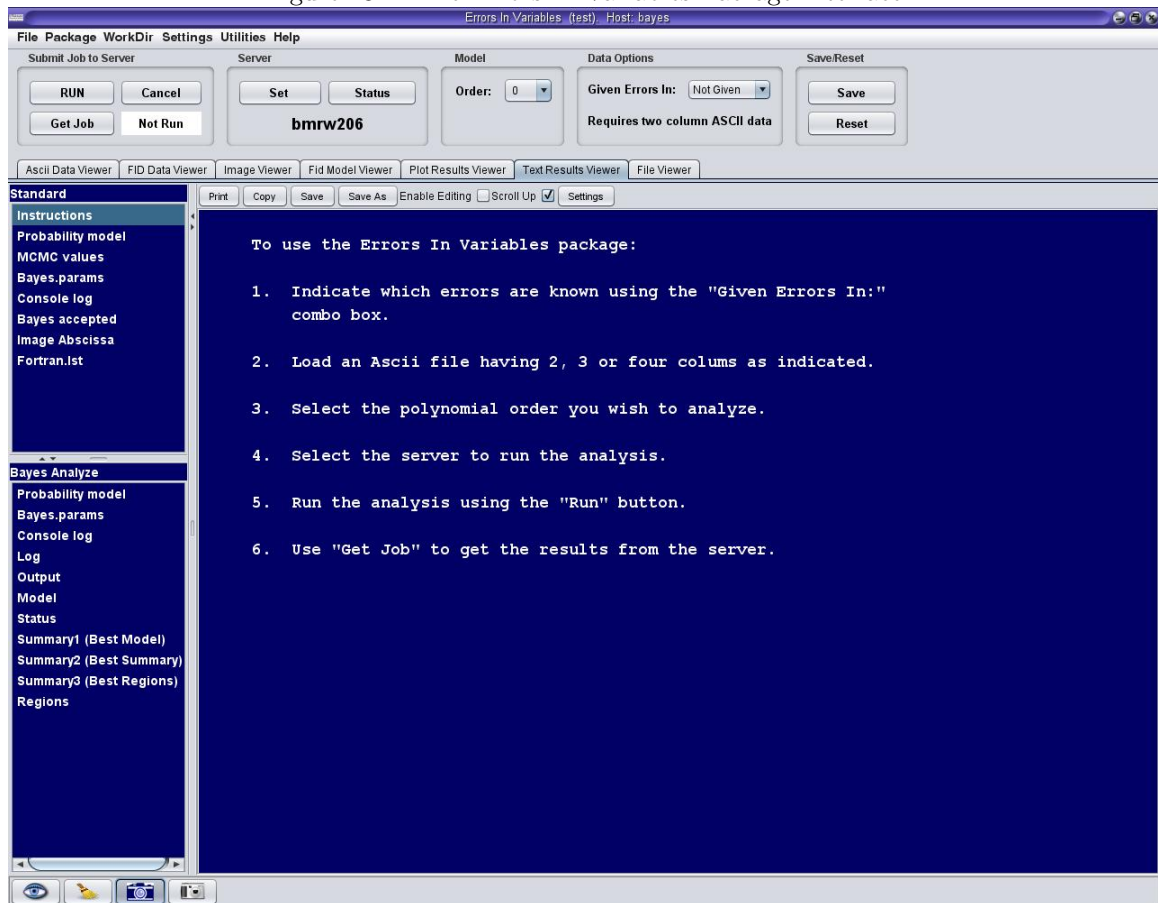 Errors In Variables (test). Host: bayes
File Package WorkDir Settings Utilities Help
Submit Job to Server
RUN Cancel
Get Job Not Run
Server
Set Status
bmrw206
Model
Order: 0
Data Options
Given Errors In: Not Given
Requires two column ASCII data
Save/Reset
Save
Reset
Ascii Data Viewer FID Data Viewer Image Viewer Fid Model Viewer Plot Results Viewer Text Results Viewer File Viewer
Print Copy Save Save As Enable Editing Scroll Up Settings
Standard
Instructions
Probability model
MCMC values
Bayes.params
Console log
Bayes accepted
Image Abscissa
Fortran.lst
Bayes Analyze
Probability model
Bayes.params
Console log
Log
Output
Model
Status
Summary1 (Best Model)
Summary2 (Best Summary)
Summary3 (Best Regions)
Regions
To use the Errors In Variables package:
1. Indicate which errors are known using the "Given Errors In:"
combo box.
2. Load an Ascii file having 2, 3 or four colums as indicated.
3. Select the polynomial order you wish to analyze.
4. Select the server to run the analysis.
5. Run the analysis using the "Run" button.
6. Use "Get Job" to get the results from the server.